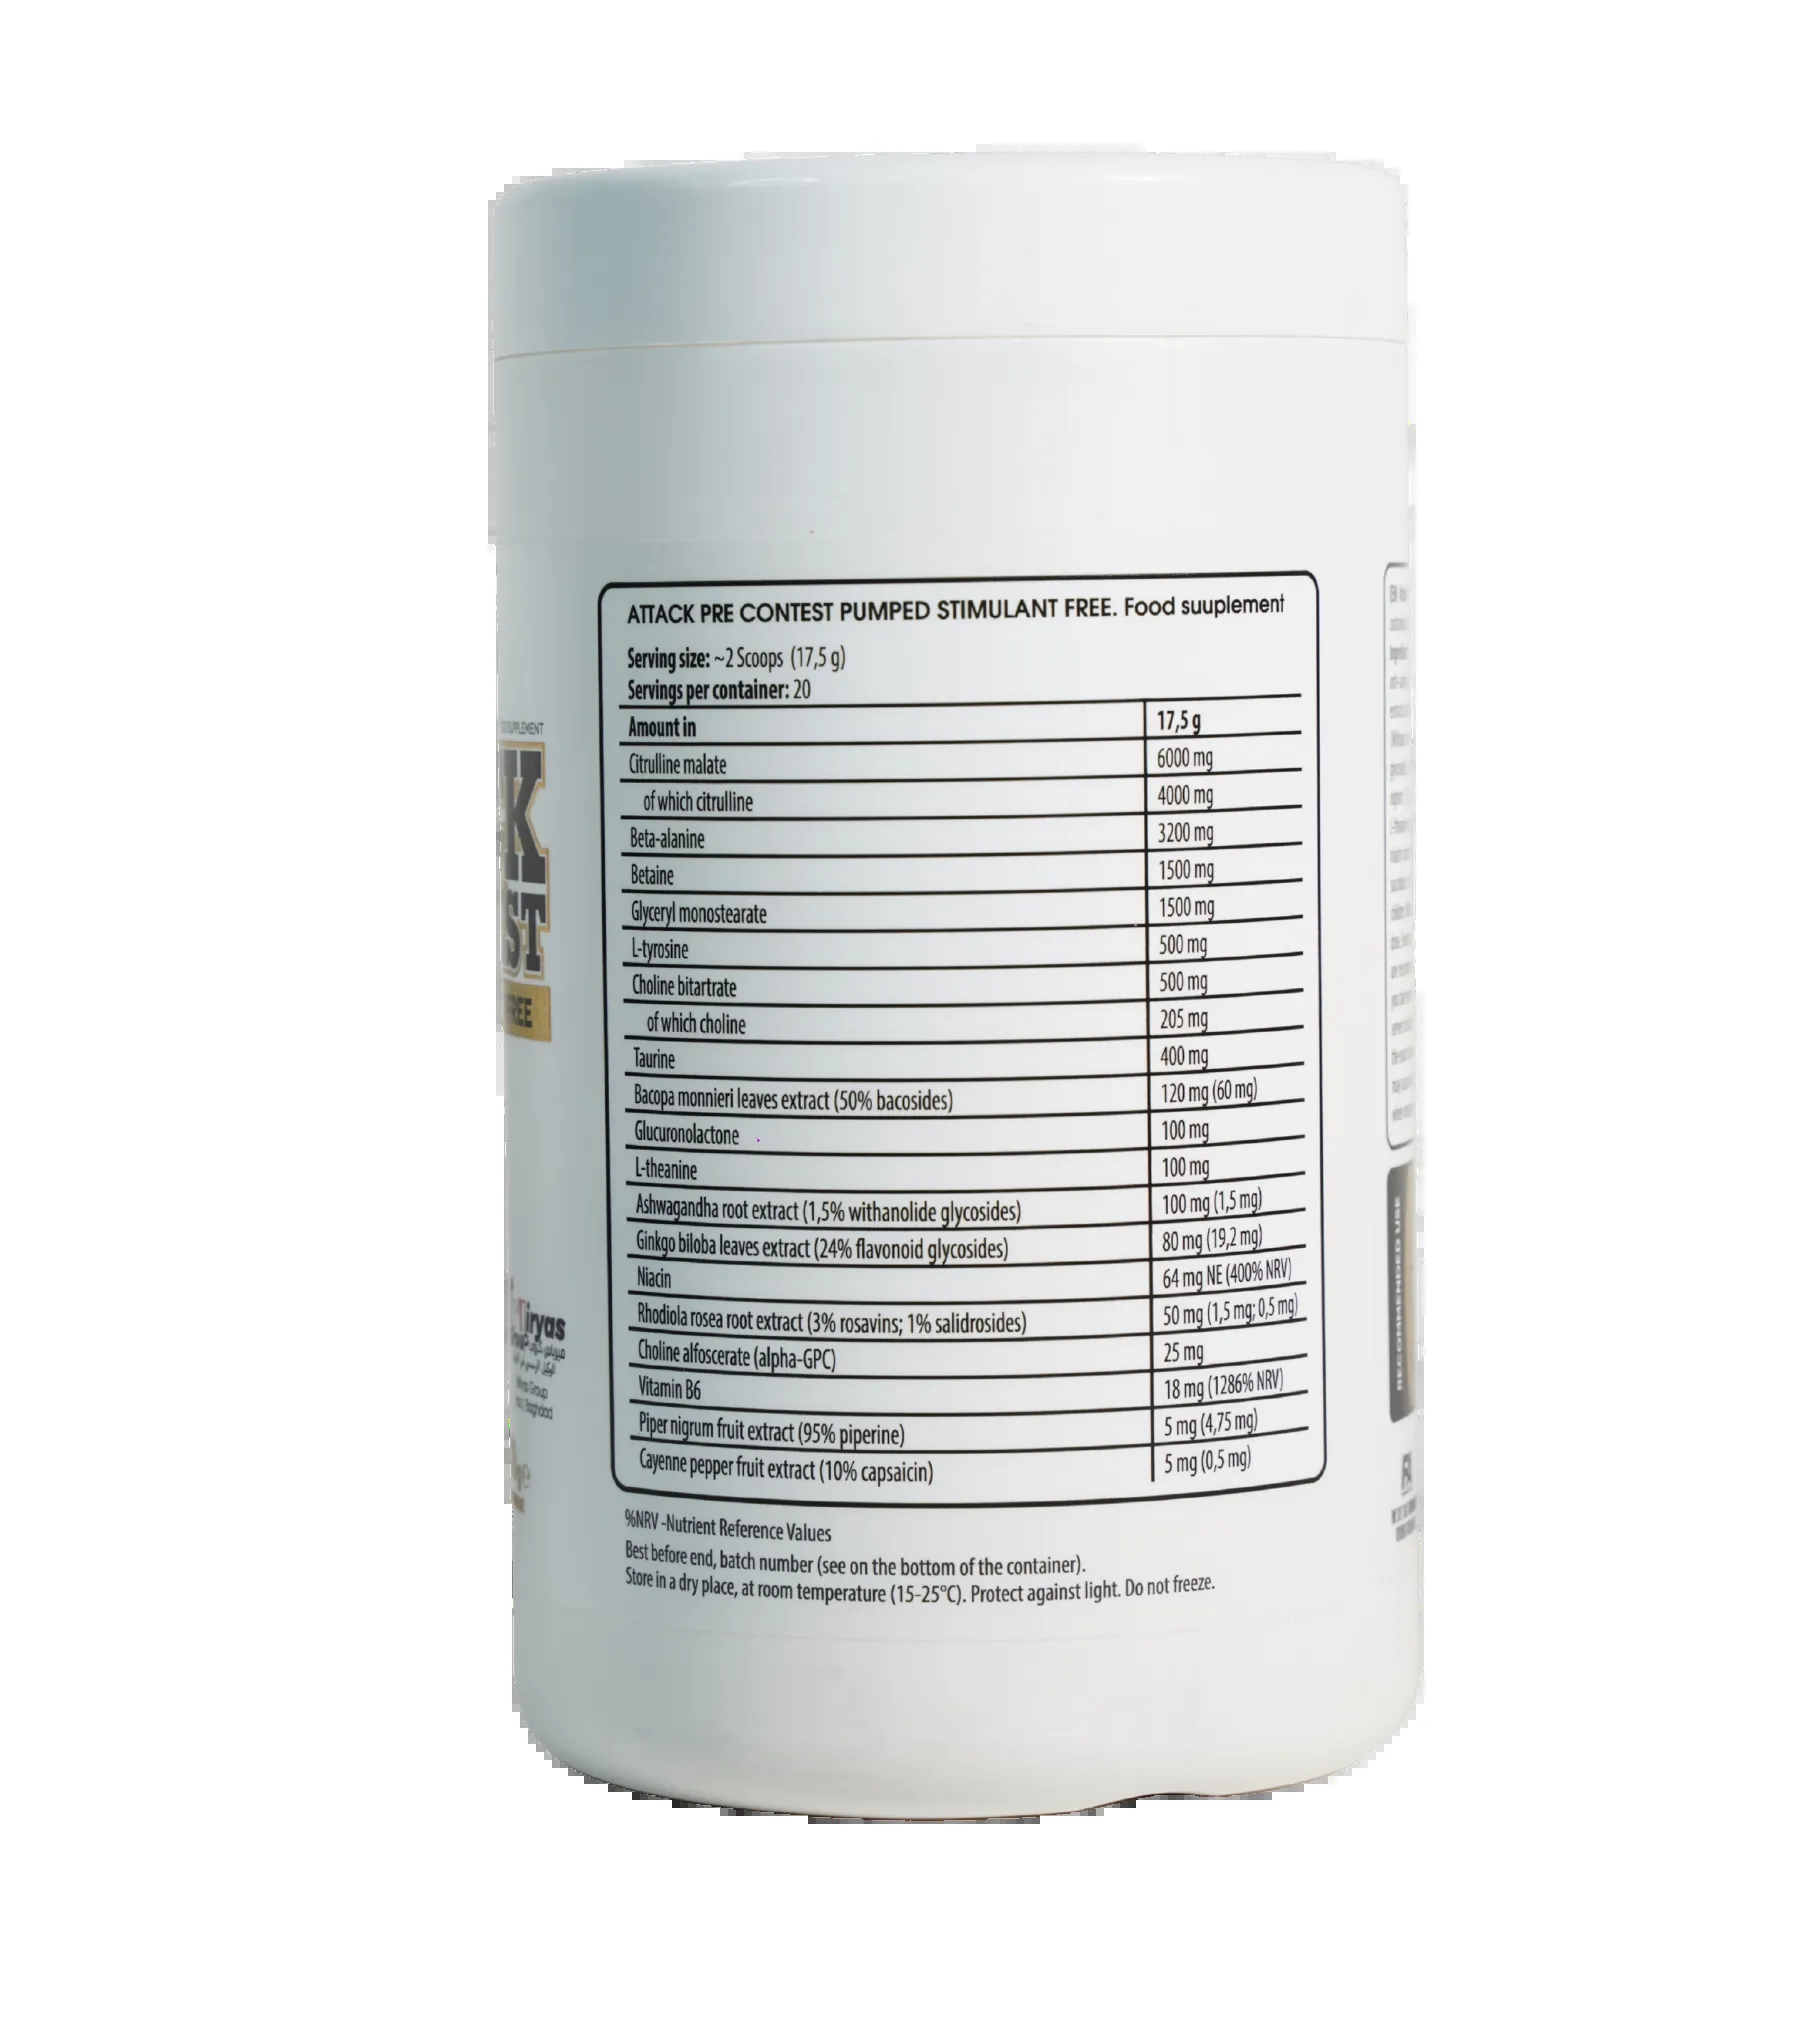 ATTACK PRE CONTEST PUMPED STIMULANT FREE. Food suuplement
Serving size: ~2 Scoops (17,5 g)
Servings per container: 20
Amount in 17,5 g
Citrulline malate 6000 mg
of which citrulline 4000 mg
Beta-alanine 3200 mg
Betaine 1500 mg
Glyceryl monostearate 1500 mg
L-tyrosine 500 mg
Choline bitartrate 500 mg
of which choline 205 mg
Taurine 400 mg
Bacopa monnieri leaves extract (50% bacosides) 120 mg (60 mg)
Glucuronolactone 100 mg
L-theanine 100 mg
Ashwagandha root extract (1,5% withanolide glycosides) 100 mg (1,5 mg)
Ginkgo biloba leaves extract (24% flavonoid glycosides) 80 mg (19,2 mg)
Niacin 64 mg NE (400% NRV)
Rhodiola rosea root extract (3% rosavins; 1% salidrosides) 50 mg (1,5 mg; 0,5 mg)
Choline alfoscerate (alpha-GPC) 25 mg
Vitamin B6 18 mg (1286% NRV)
Piper nigrum fruit extract (95% piperine) 5 mg (4,75 mg)
Cayenne pepper fruit extract (10% capsaicin) 5 mg (0,5 mg)
%NRV -Nutrient Reference Values
Best before end, batch number (see on the bottom of the container).
Store in a dry place, at room temperature (15-25°C). Protect against light. Do not freeze.
K
ST
FREE
iryas
Group
Baghdad
RECOMMENDED USE